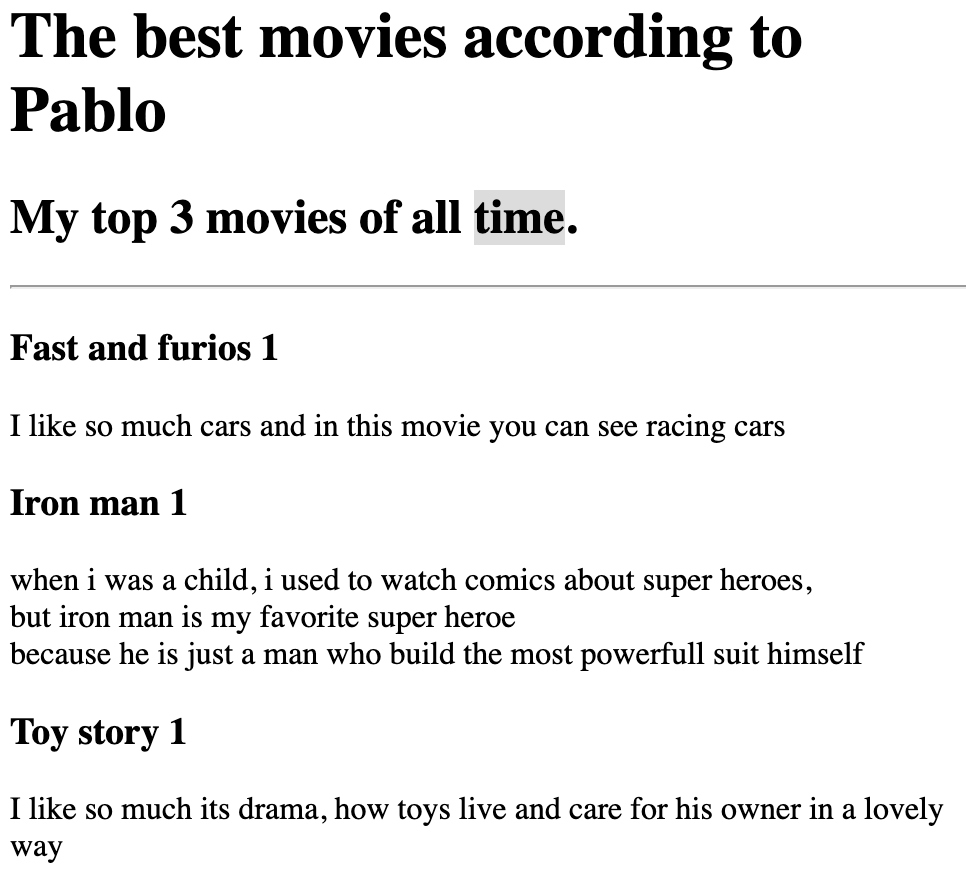 The best movies according to
Pablo
My top 3 movies of all time.
Fast and furios 1
I like so much cars and in this movie you can see racing cars
Iron man 1
when i was a child, i used to watch comics about super heroes,
but iron man is my favorite super heroe
because he is just a man who build the most powerfull suit himself
Toy story 1
I like so much its drama, how toys live and care for his owner in a lovely
way